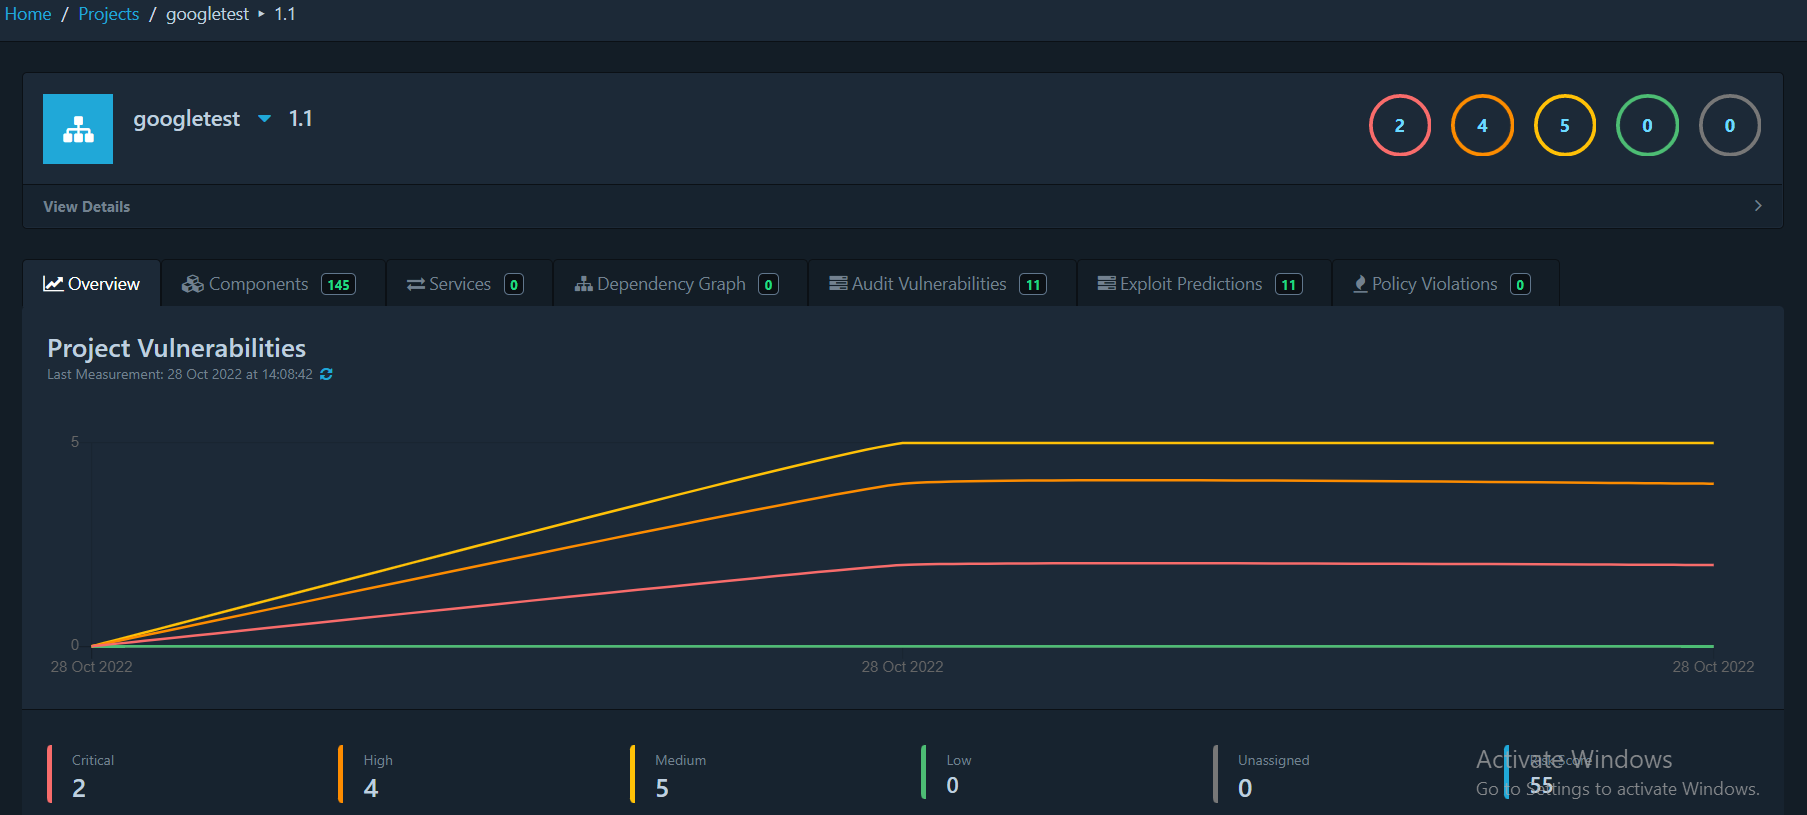 Home / Projects / googletest ▸ 1.1
googletest 1.1
2 4 5 0 0
View Details
Overview
Components 145
Services 0
Dependency Graph 0
Audit Vulnerabilities 11
Exploit Predictions 11
Policy Violations 0
Project Vulnerabilities
Last Measurement: 28 Oct 2022 at 14:08:42
5
0
28 Oct 2022 28 Oct 2022 28 Oct 2022
Critical
2
High
4
Medium
5
Low
0
Unassigned
0
Risk Score
55
Activate Windows
Go to Settings to activate Windows.